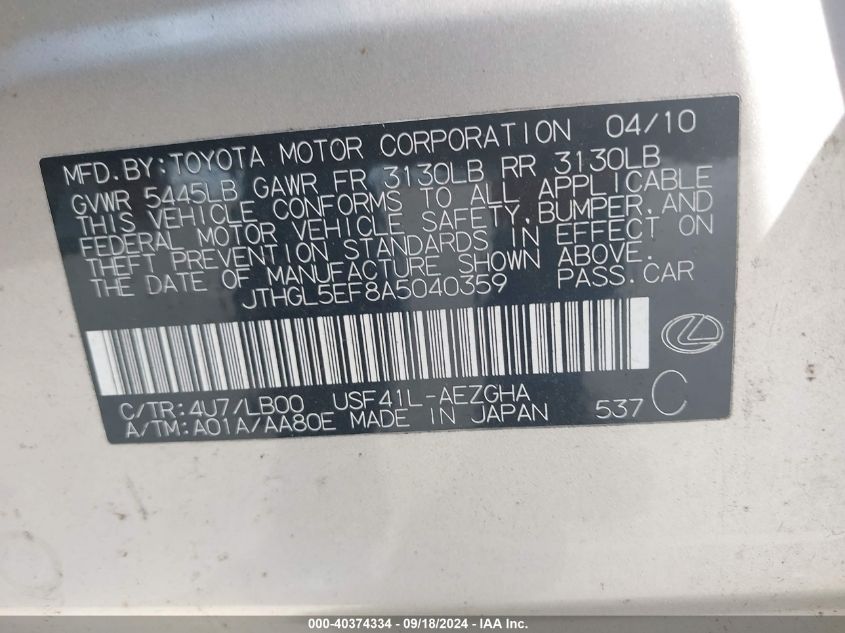 MFD.BY:TOYOTA MOTOR CORPORATION 04/10
GVWR 5445LB GAWR FR 3130LB RR 3130LB
THIS VEHICLE CONFORMS TO ALL APPLICABLE
FEDERAL MOTOR VEHICLE SAFETY,BUMPER,AND
THEFT PREVENTION STANDARDS IN EFFECT ON
THE DATE OF MANUFACTURE SHOWN ABOVE.
JTHGL5EF8A5040359 PASS.CAR
C/TR:4U7/LB00 USF41L-AEZGHA
A/TM:A01A/AA80E MADE IN JAPAN 537 C
000-40374334 - 09/18/2024 - IAA Inc.